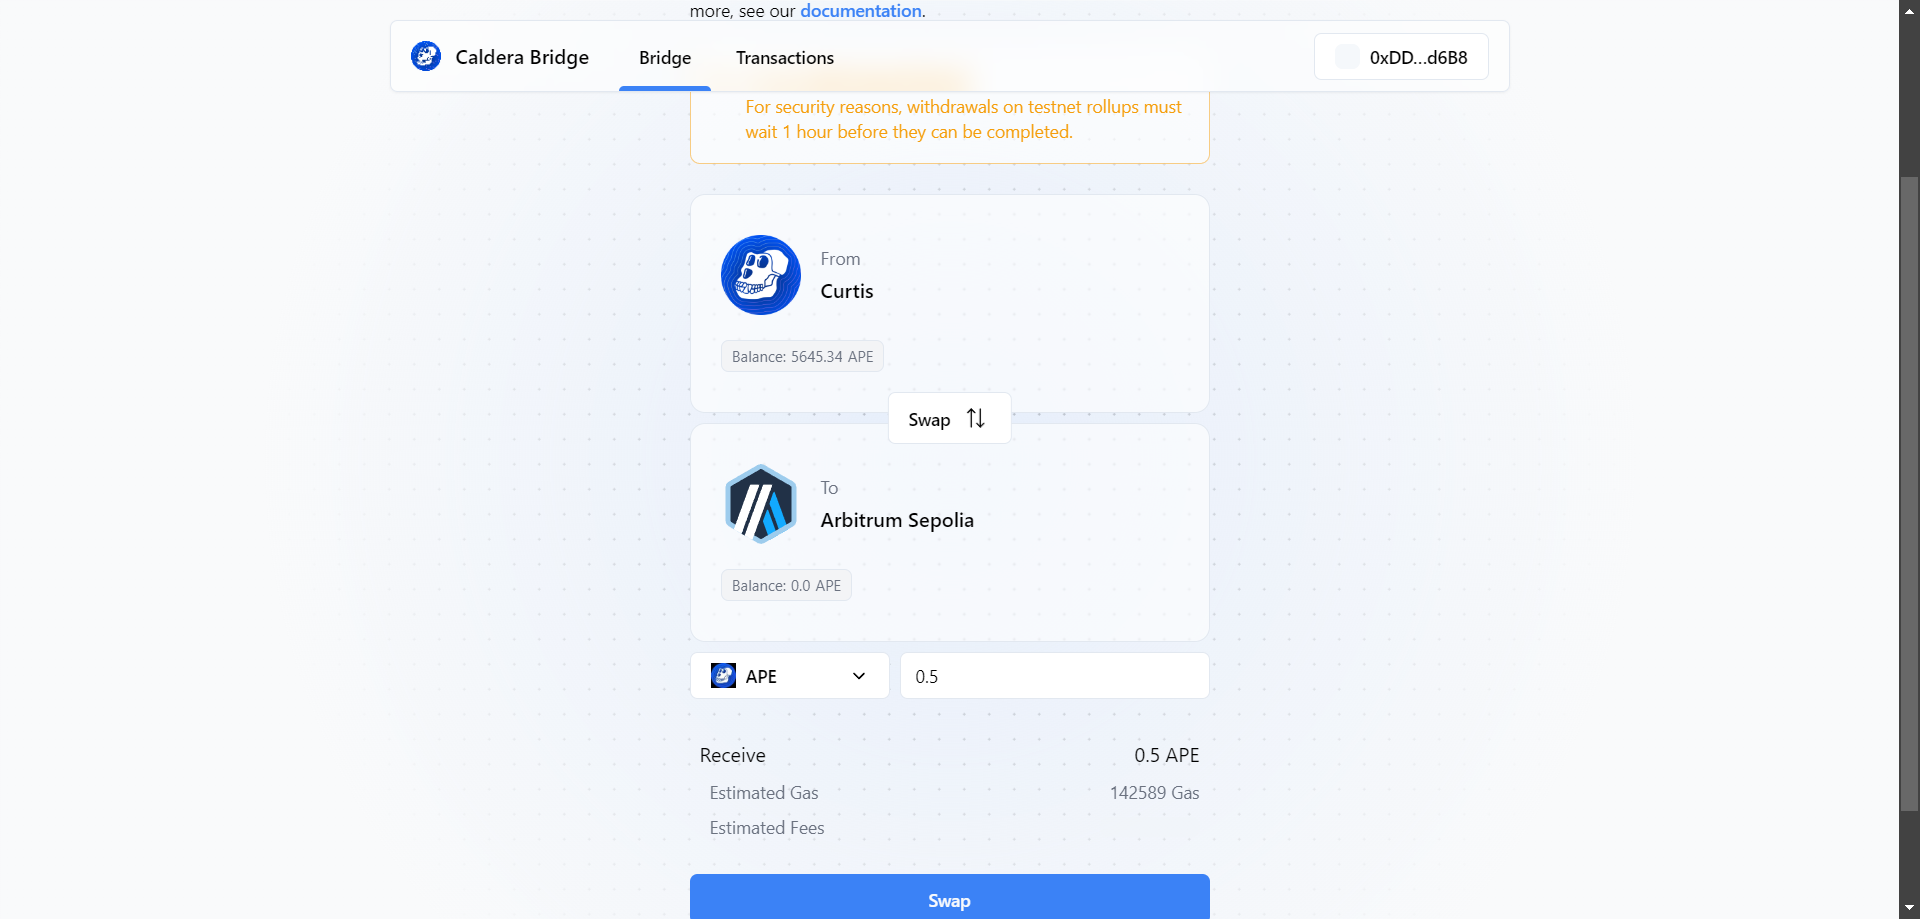 more, see our documentation.
Caldera Bridge
Bridge
Transactions
0xDD...d6B8
For security reasons, withdrawals on testnet rollups must
wait 1 hour before they can be completed.
From
Curtis
Balance: 5645.34 APE
Swap
To
Arbitrum Sepolia
Balance: 0.0 APE
APE
0.5
Receive
0.5 APE
Estimated Gas
142589 Gas
Estimated Fees
Swap